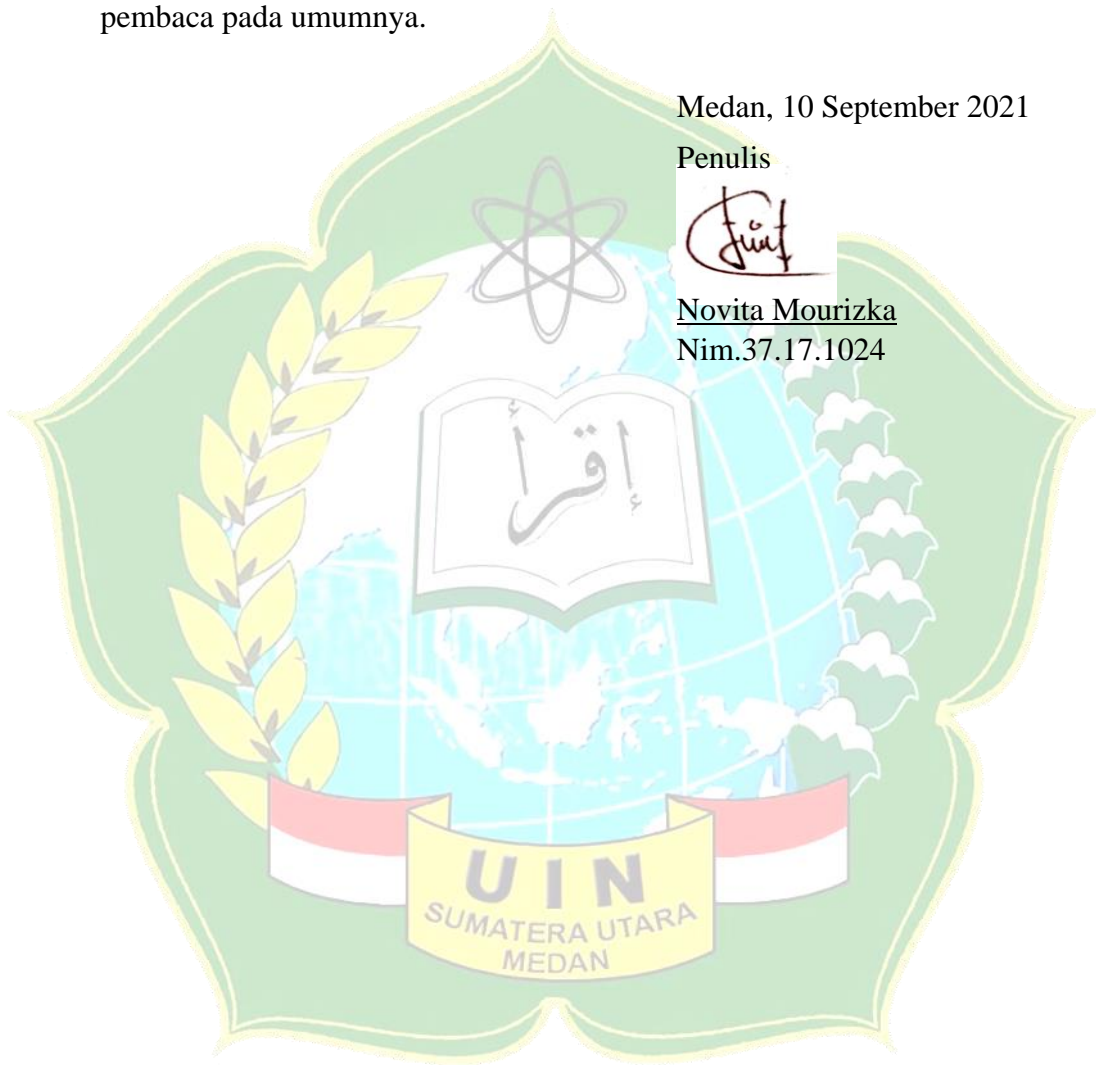 pembaca pada umumnya.
Medan, 10 September 2021
Penulis
Novita Mourizka
Nim.37.17.1024
إقرأ
UIN
SUMATERA UTARA
MEDAN